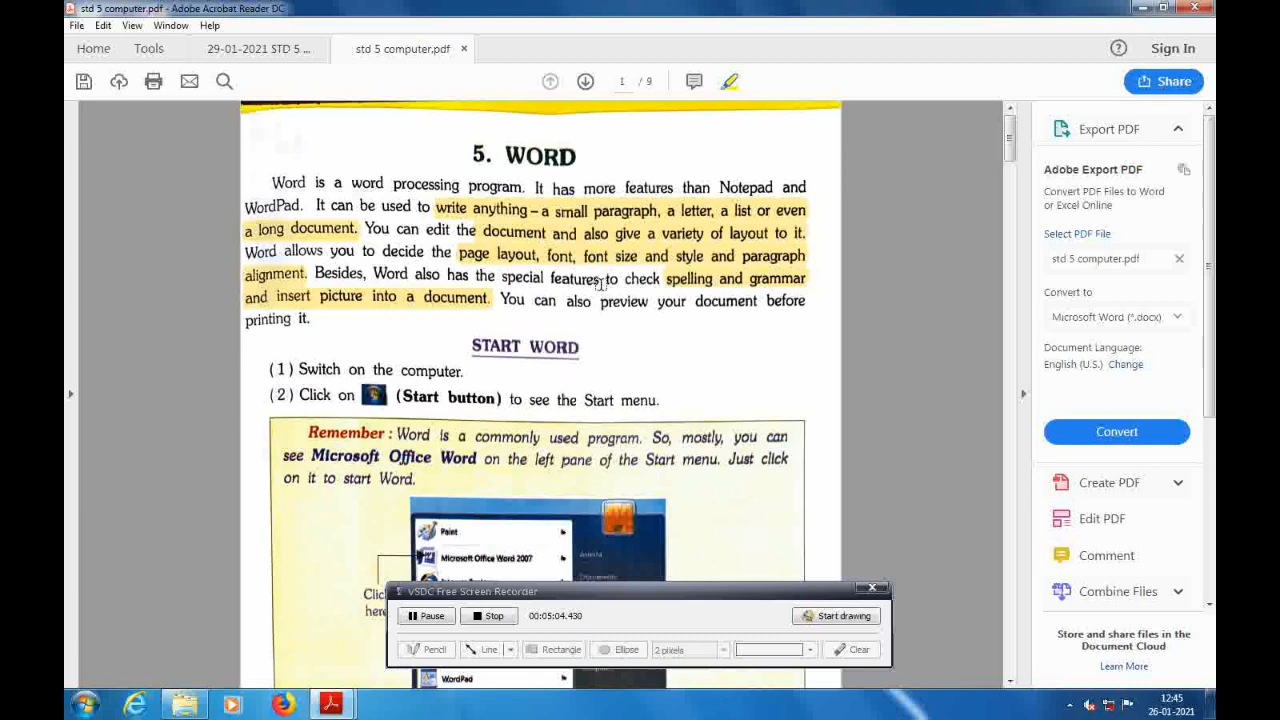 std 5 computer.pdf - Adobe Acrobat Reader DC
File Edit View Window Help
Home Tools 29-01-2021 STD 5 ... std 5 computer.pdf × Sign In
1 / 9 Share
5. WORD
Word is a word processing program. It has more features than Notepad and
WordPad. It can be used to write anything – a small paragraph, a letter, a list or even
a long document. You can edit the document and also give a variety of layout to it.
Word allows you to decide the page layout, font, font size and style and paragraph
alignment. Besides, Word also has the special features to check spelling and grammar
and insert picture into a document. You can also preview your document before
printing it.
START WORD
(1) Switch on the computer.
(2) Click on (Start button) to see the Start menu.
Remember : Word is a commonly used program. So, mostly, you can
see Microsoft Office Word on the left pane of the Start menu. Just click
on it to start Word.
Paint
Microsoft Office Word 2007
Clic
here
WordPad
VSDC Free Screen Recorder
Pause Stop 00:05:04.430 Start drawing
Pencil Line Rectangle Ellipse 2 pixels Clear
Export PDF
Adobe Export PDF
Convert PDF Files to Word
or Excel Online
Select PDF File
std 5 computer.pdf ×
Convert to
Microsoft Word (*.docx)
Document Language:
English (U.S.) Change
Convert
Create PDF
Edit PDF
Comment
Combine Files
Store and share files in the
Document Cloud
Learn More
12:45
26-01-2021